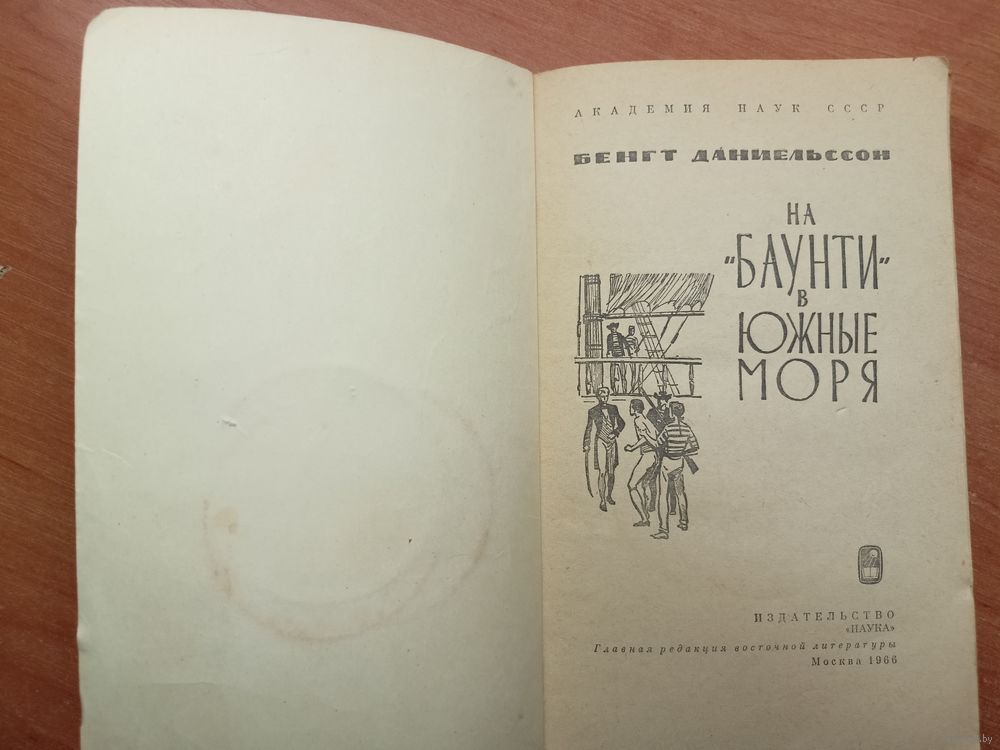 АКАДЕМИЯ НАУК СССР
БЕНГТ ДАНИЕЛЬССОН
НА
"БАУНТИ"
В
ЮЖНЫЕ
МОРЯ
ИЗДАТЕЛЬСТВО
«НАУКА»
Главная редакция восточной литературы
Москва 1966